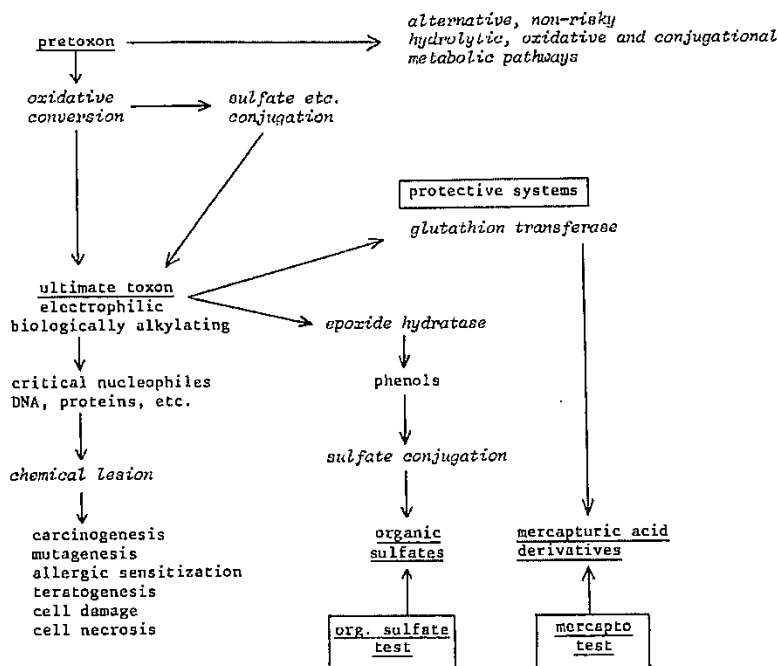 alternative, non-risky
pretoxon
hydrolytic, oxidative and conjugational
metabolic pathways
oxidative
conversion
sulfate etc.
conjugation
protective systems
glutathion transferase
ultimate toxon
electrophilic
biologically alkylating
epoxide hydratase
critical nucleophiles
DNA, proteins, etc.
phenols
chemical lesion
sulfate conjugation
carcinogenesis
mutagenesis
allergic sensitization
teratogenesis
cell damage
cell necrosis
organic
sulfates
mercapturic acid
derivatives
org. sulfate
test
mercapto
test